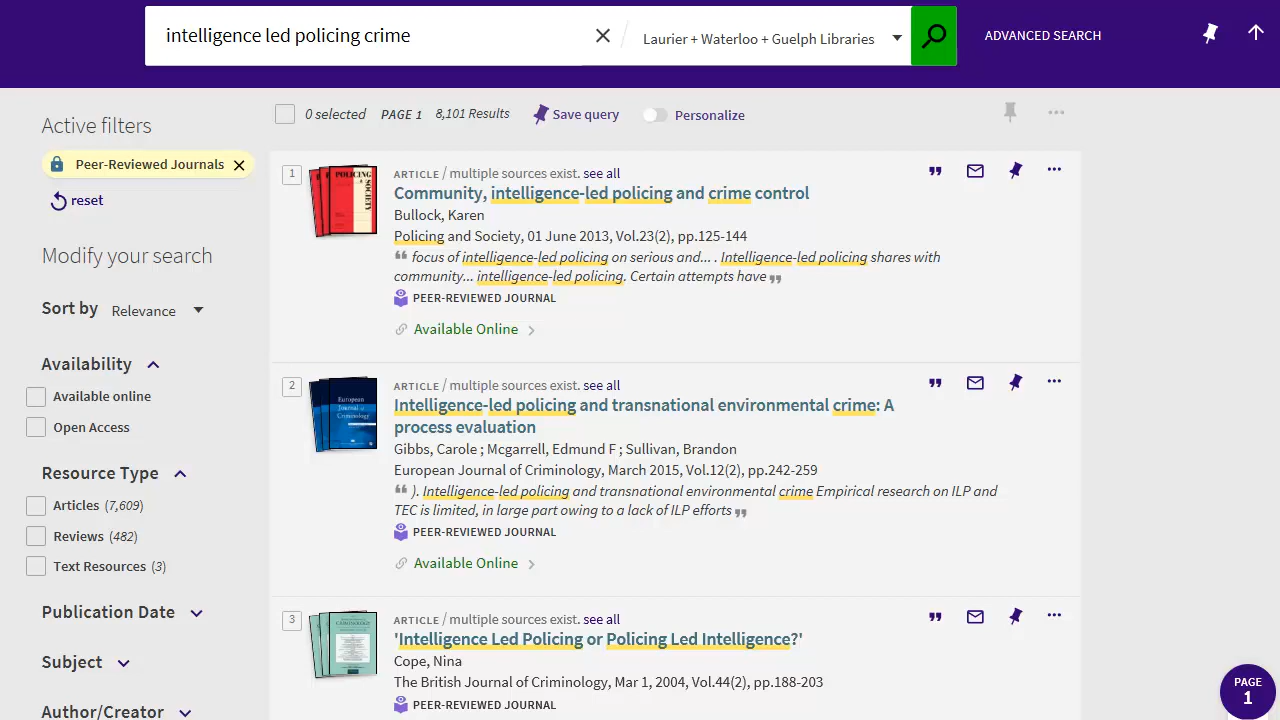 intelligence led policing crime
Laurier + Waterloo + Guelph Libraries
ADVANCED SEARCH
Active filters
Peer-Reviewed Journals
reset
Modify your search
Sort by Relevance
Availability
Available online
Open Access
Resource Type
Articles (7,609)
Reviews (482)
Text Resources (3)
Publication Date
Subject
Author/Creator
0 selected PAGE 1 8,101 Results Save query Personalize
1
POLICING & SOCIETY
ARTICLE / multiple sources exist. see all
Community, intelligence-led policing and crime control
Bullock, Karen
Policing and Society, 01 June 2013, Vol.23(2), pp.125-144
❝ focus of intelligence-led policing on serious and... . Intelligence-led policing shares with
community... intelligence-led policing. Certain attempts have ❞
PEER-REVIEWED JOURNAL
Available Online
2
European
Journal of
Criminology
ARTICLE / multiple sources exist. see all
Intelligence-led policing and transnational environmental crime: A
process evaluation
Gibbs, Carole ; Mcgarrell, Edmund F ; Sullivan, Brandon
European Journal of Criminology, March 2015, Vol.12(2), pp.242-259
❝ ). Intelligence-led policing and transnational environmental crime Empirical research on ILP and
TEC is limited, in large part owing to a lack of ILP efforts ❞
PEER-REVIEWED JOURNAL
Available Online
3
ARTICLE / multiple sources exist. see all
'Intelligence Led Policing or Policing Led Intelligence?'
Cope, Nina
The British Journal of Criminology, Mar 1, 2004, Vol.44(2), pp.188-203
PEER-REVIEWED JOURNAL
PAGE
1